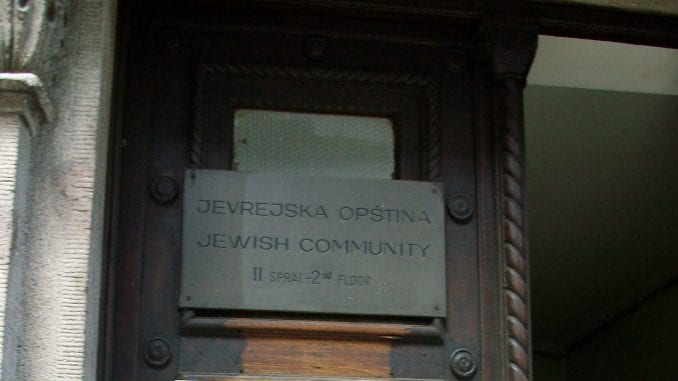 JEVREJSKA OPŠTINA
JEWISH COMMUNITY
II SPRAT-2nd FLOOR